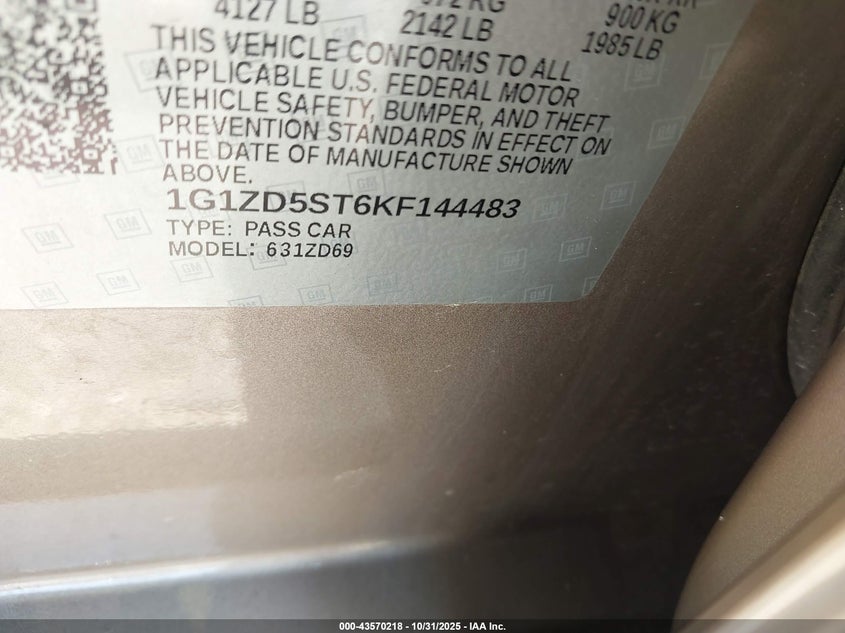 4127 LB
2142 LB
900 KG
1985 LB
THIS VEHICLE CONFORMS TO ALL
APPLICABLE U.S. FEDERAL MOTOR
VEHICLE SAFETY, BUMPER, AND THEFT
PREVENTION STANDARDS IN EFFECT ON
THE DATE OF MANUFACTURE SHOWN
ABOVE.
1G1ZD5ST6KF144483
TYPE: PASS CAR
MODEL: 631ZD69
GM
000-43570218 - 10/31/2025 - IAA Inc.